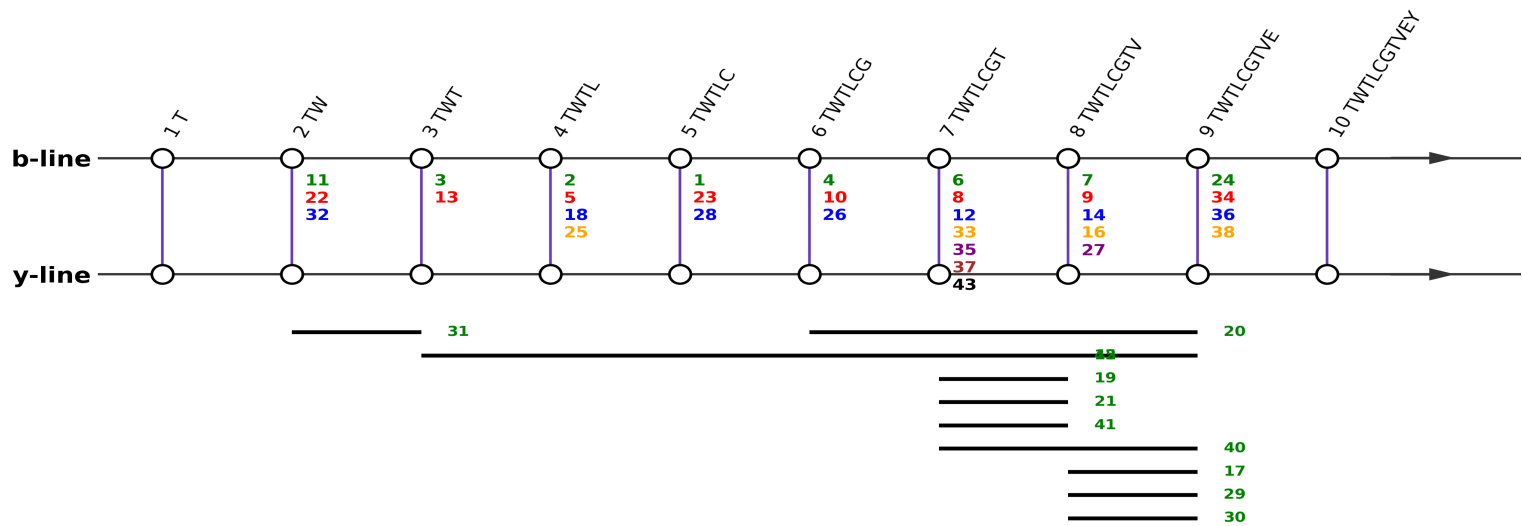 1 T
2 TW
3 TWT
4 TWTL
5 TWTLC
6 TWTLCG
7 TWTLCGT
8 TWTLCGTV
9 TWTLCGTVE
10 TWTLCGTVEY
b-line
11 3 2 1 4 6 7 24
22 13 5 23 10 8 9 34
32 18 28 26 12 14 36
25 33 16 38
35 27
37
y-line
43
31 20
19
21
41
40
17
29
30